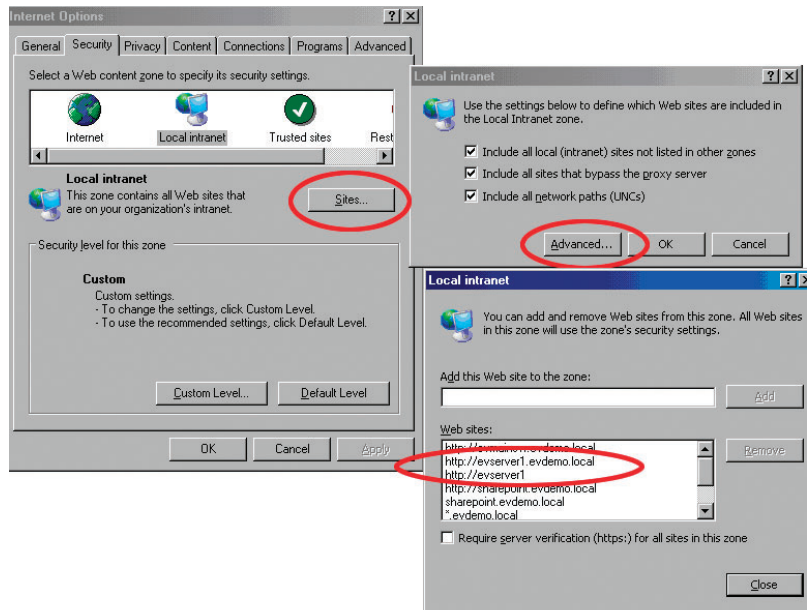 Internet Options
General Security Privacy Content Connections Programs Advanced
Select a Web content zone to specify its security settings.
Internet Local intranet Trusted sites Rest
Local intranet
This zone contains all Web sites that
are on your organization's intranet.
Sites...
Security level for this zone
Custom
Custom settings.
- To change the settings, click Custom Level.
- To use the recommended settings, click Default Level.
Custom Level... Default Level
OK Cancel Apply
Local intranet
Use the settings below to define which Web sites are included in
the Local Intranet zone.
Include all local (intranet) sites not listed in other zones
Include all sites that bypass the proxy server
Include all network paths (UNCs)
Advanced... OK Cancel
Local intranet
You can add and remove Web sites from this zone. All Web sites
in this zone will use the zone's security settings.
Add this Web site to the zone:
Add
Web sites:
http://evserver1.evdemo.local
http://evserver1
http://sharepoint.evdemo.local
sharepoint.evdemo.local
*.evdemo.local
Remove
Require server verification (https:) for all sites in this zone
Close